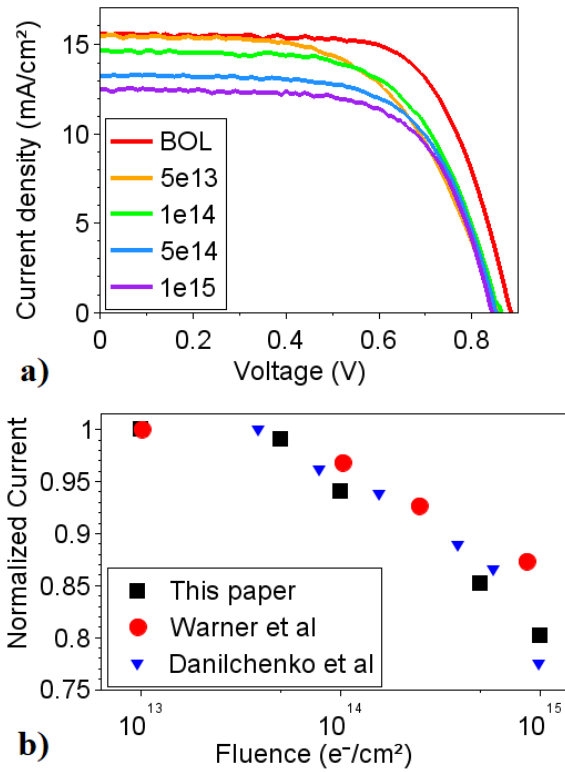 15
10
5
0
Current density (mA/cm²)
BOL
5e13
1e14
5e14
1e15
0 0.2 0.4 0.6 0.8
Voltage (V)
a)
1
0.95
0.9
0.85
0.8
0.75
Normalized Current
This paper
Warner et al
Danilchenko et al
10¹³ 10¹⁴ 10¹⁵
Fluence (e⁻/cm²)
b)